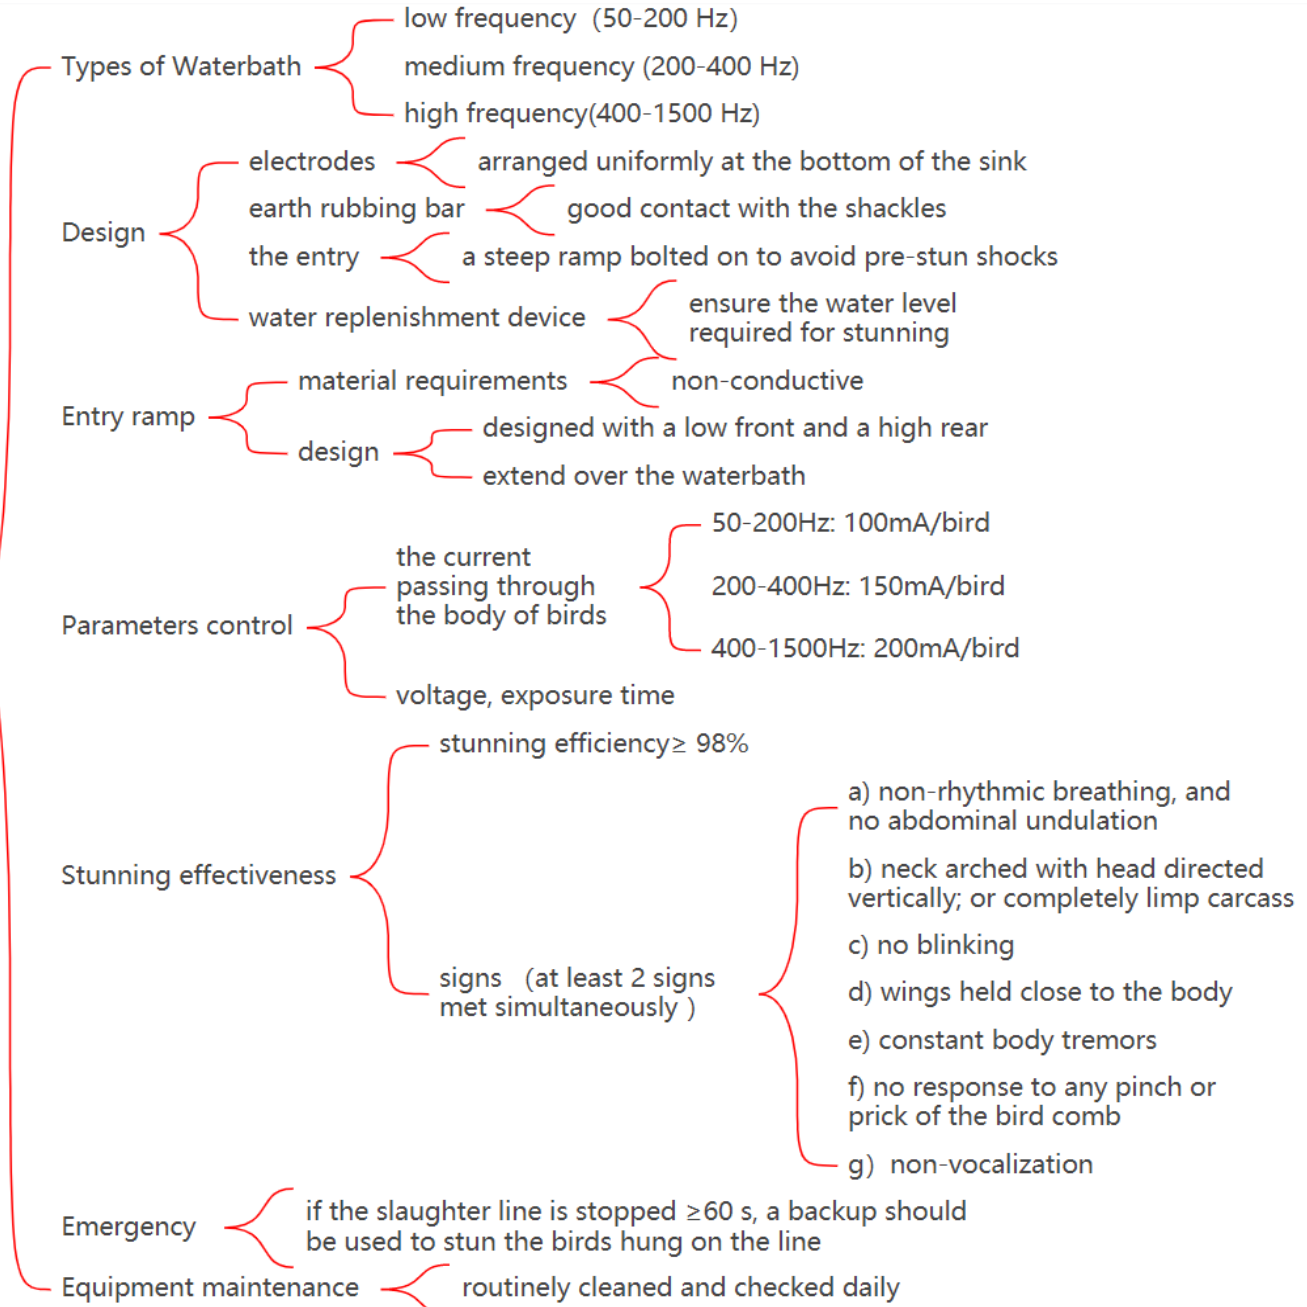 low frequency（50-200 Hz)
Types of Waterbath
medium frequency (200-400 Hz)
high frequency(400-1500 Hz)
electrodes
arranged uniformly at the bottom of the sink
earth rubbing bar
good contact with the shackles
Design
the entry
a steep ramp bolted on to avoid pre-stun shocks
water replenishment device
ensure the water level
required for stunning
material requirements
non-conductive
Entry ramp
design
designed with a low front and a high rear
extend over the waterbath
Parameters control
the current
passing through
the body of birds
50-200Hz: 100mA/bird
200-400Hz: 150mA/bird
400-1500Hz: 200mA/bird
voltage, exposure time
Stunning effectiveness
stunning efficiency≥ 98%
signs （at least 2 signs
met simultaneously ）
a) non-rhythmic breathing, and
no abdominal undulation
b) neck arched with head directed
vertically; or completely limp carcass
c) no blinking
d) wings held close to the body
e) constant body tremors
f) no response to any pinch or
prick of the bird comb
g） non-vocalization
Emergency
if the slaughter line is stopped ≥60 s, a backup should
be used to stun the birds hung on the line
Equipment maintenance
routinely cleaned and checked daily